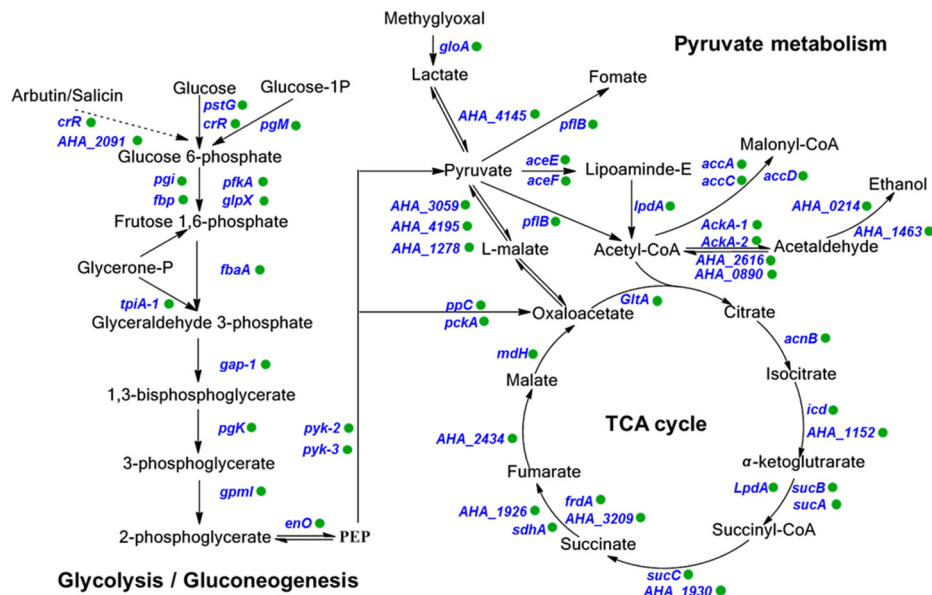 Methyglyoxal
gloA
Lactate
Pyruvate metabolism
Arbutin/Salicin
Glucose
Glucose-1P
pstG
crR
crR
AHA_2091
pgM
Glucose 6-phosphate
pgi
pfkA
fbp
glpX
Frutose 1,6-phosphate
Glycerone-P
fbaA
tpiA-1
Glyceraldehyde 3-phosphate
gap-1
1,3-bisphosphoglycerate
pgK
3-phosphoglycerate
gpmI
2-phosphoglycerate
enO
PEP
pyk-2
pyk-3
Glycolysis / Gluconeogenesis
AHA_4145
Fomate
pflB
Pyruvate
aceE
aceF
Lipoaminde-E
lpdA
pflB
Acetyl-CoA
accA
accC
Malonyl-CoA
accD
AckA-1
AckA-2
AHA_2616
AHA_0890
Acetaldehyde
Ethanol
AHA_0214
AHA_1463
AHA_3059
AHA_4195
AHA_1278
L-malate
ppC
pckA
Oxaloacetate
GltA
Citrate
acnB
Isocitrate
icd
AHA_1152
α-ketoglutrarate
LpdA
sucB
sucA
Succinyl-CoA
sucC
AHA_1930
Succinate
frdA
AHA_3209
AHA_1926
sdhA
Fumarate
AHA_2434
Malate
mdH
TCA cycle